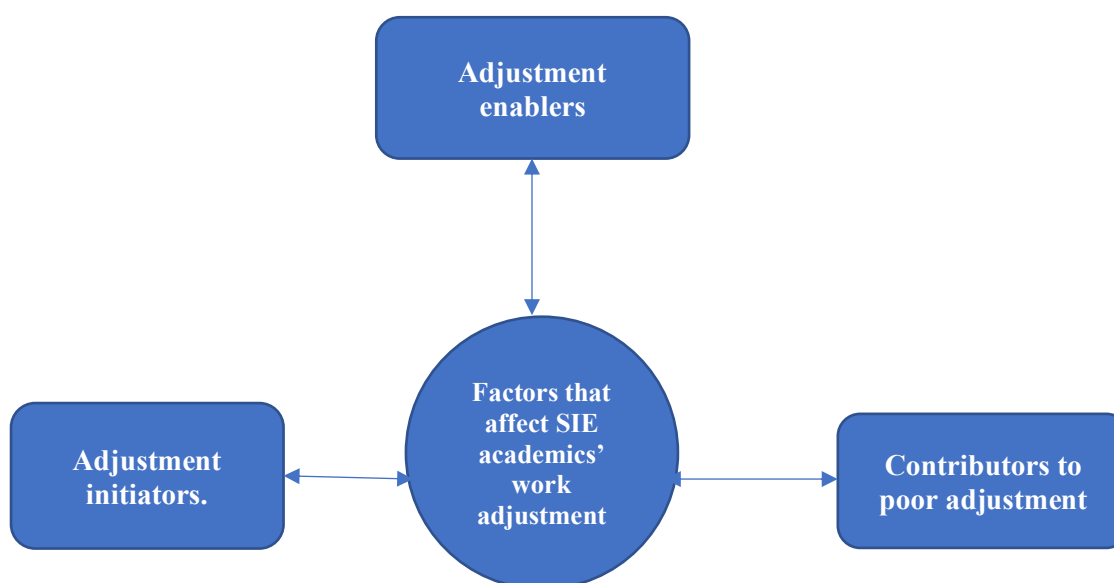 Adjustment
enablers
Factors that
affect SIE
academics’
work
adjustment
Adjustment
initiators.
Contributors to
poor adjustment